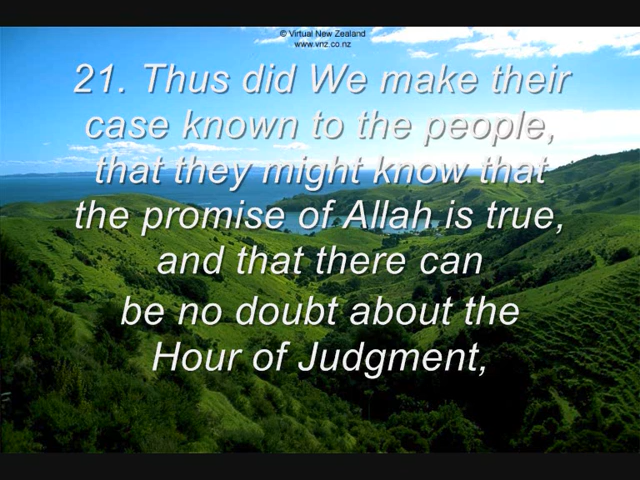 © Virtual New Zealand
www.vnz.co.nz
21. Thus did We make their
case known to the people,
that they might know that
the promise of Allah is true,
and that there can
be no doubt about the
Hour of Judgment,